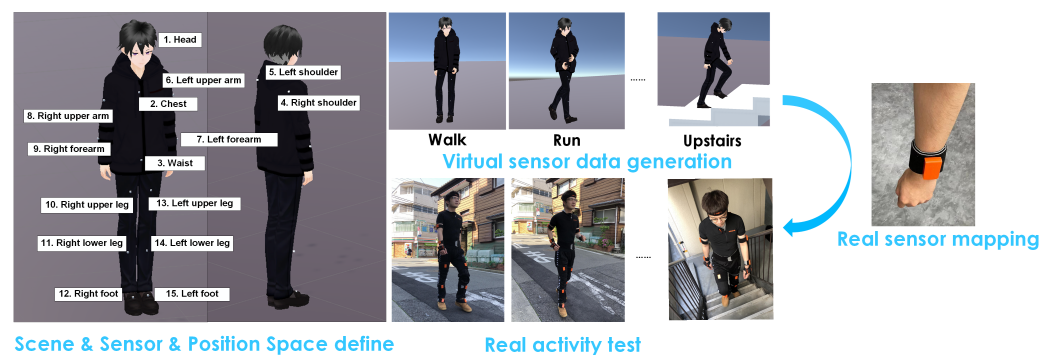 1. Head
6. Left upper arm
5. Left shoulder
2. Chest
4. Right shoulder
8. Right upper arm
7. Left forearm
9. Right forearm
3. Waist
10. Right upper leg
13. Left upper leg
11. Right lower leg
14. Left lower leg
12. Right foot
15. Left foot
Scene & Sensor & Position Space define
......
Walk
Run
Upstairs
Virtual sensor data generation
......
Real activity test
Real sensor mapping